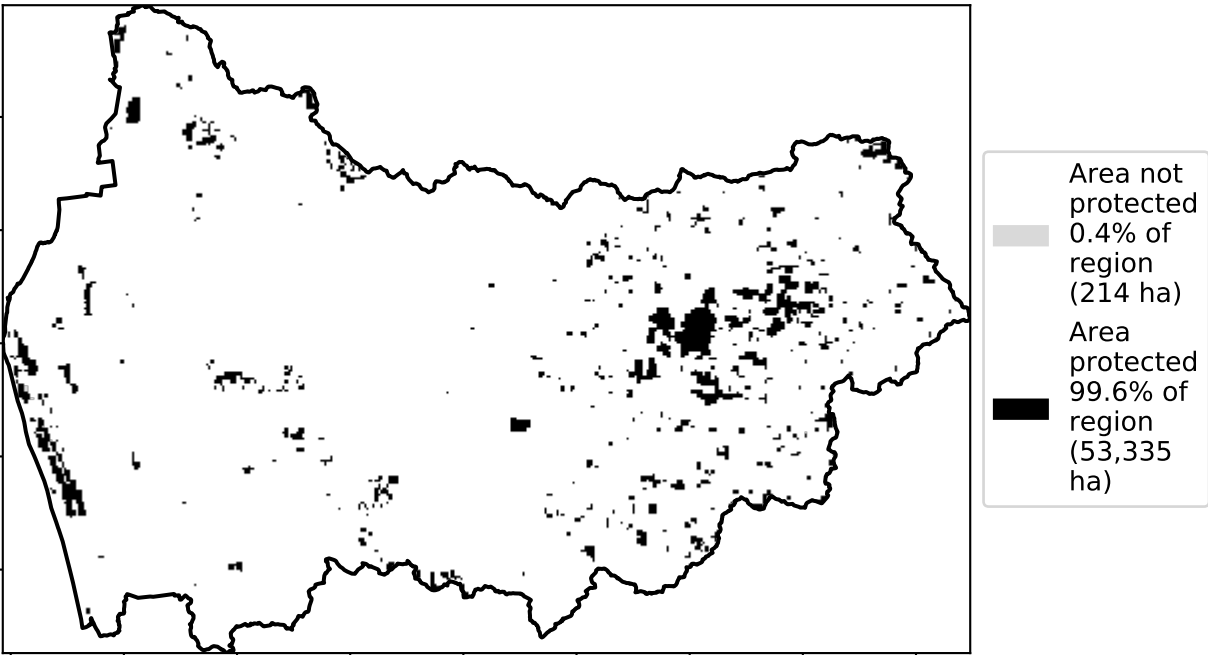 Area not
protected
0.4% of
region
(214 ha)
Area
protected
99.6% of
region
(53,335
ha)